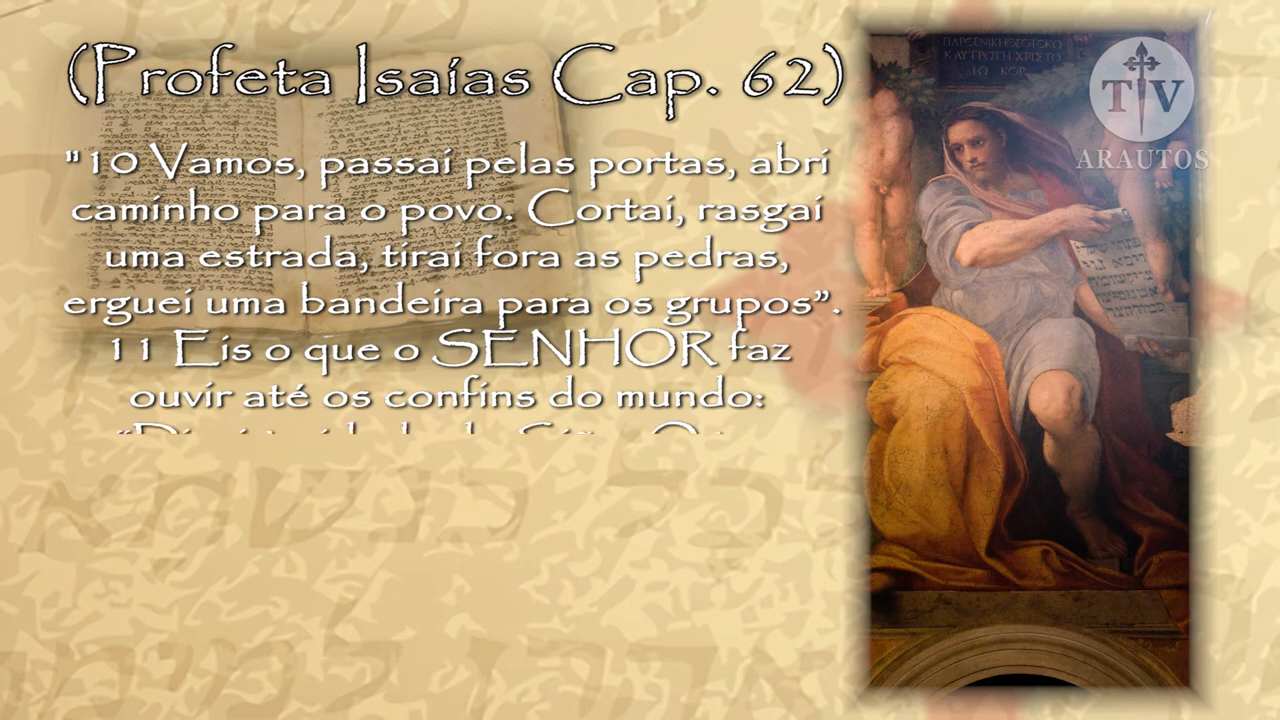 (Profeta Isaías Cap. 62)
"10 Vamos, passai pelas portas, abri
caminho para o povo. Cortai, rasgai
uma estrada, tirai fora as pedras,
erguei uma bandeira para os grupos”.
11 Eis o que o SENHOR faz
ouvir até os confins do mundo:
TV
ARAUTOS